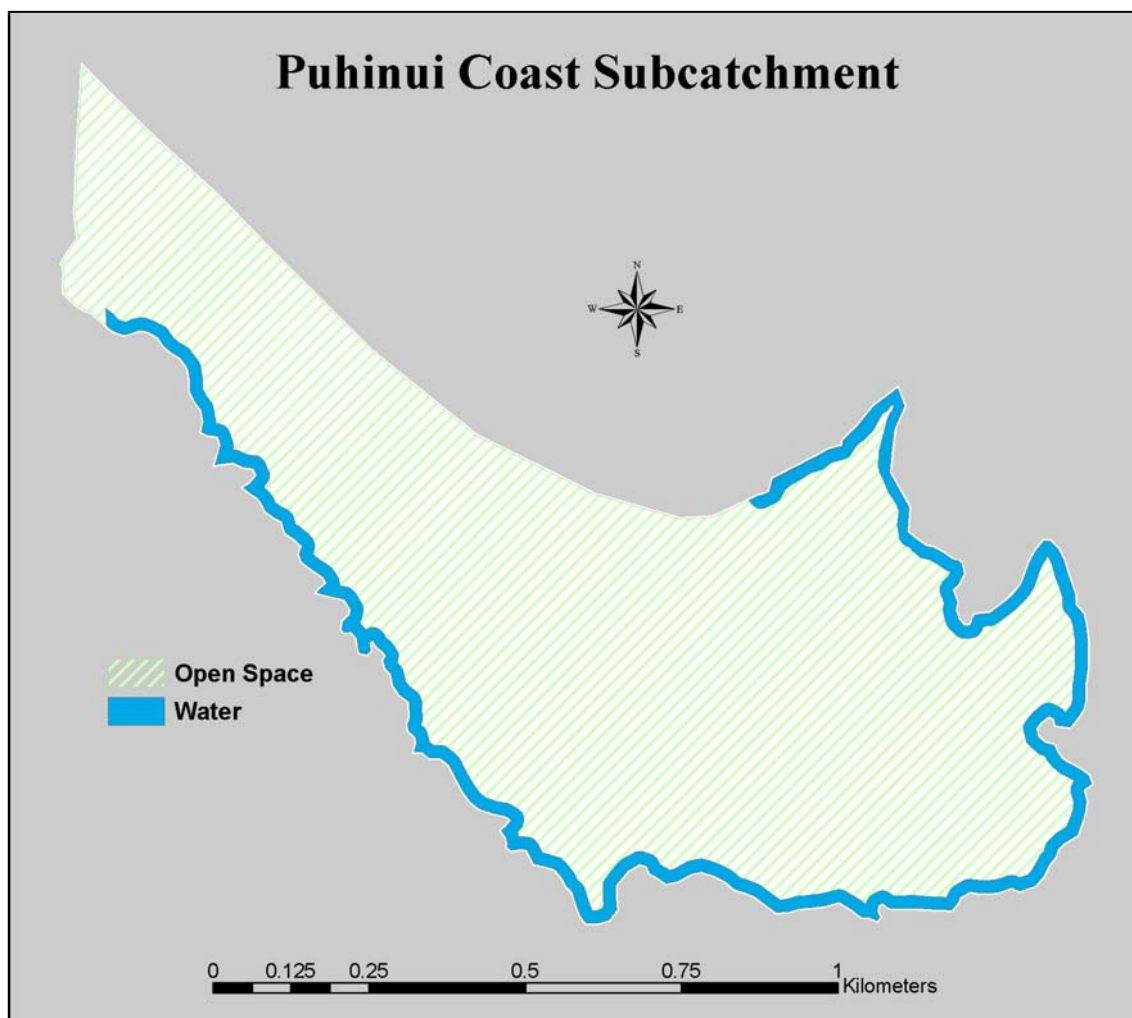 Puhinui Coast Subcatchment
N
W E
S
Open Space
Water
0 0.125 0.25 0.5 0.75 1
Kilometers